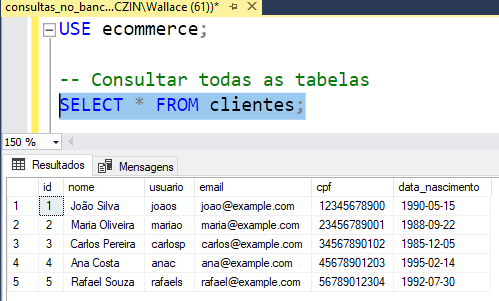 consultas_no_banc...CZIN\Wallace (61))*
USE ecommerce;
-- Consultar todas as tabelas
SELECT * FROM clientes;
150 %
Resultados Mensagens
id nome usuario email cpf data_nascimento
1 1 João Silva joaos joao@example.com 12345678900 1990-05-15
2 2 Maria Oliveira mariao maria@example.com 23456789001 1988-09-22
3 3 Carlos Pereira carlosp carlos@example.com 34567890102 1985-12-05
4 4 Ana Costa anac ana@example.com 45678901203 1995-02-14
5 5 Rafael Souza rafaels rafael@example.com 56789012304 1992-07-30